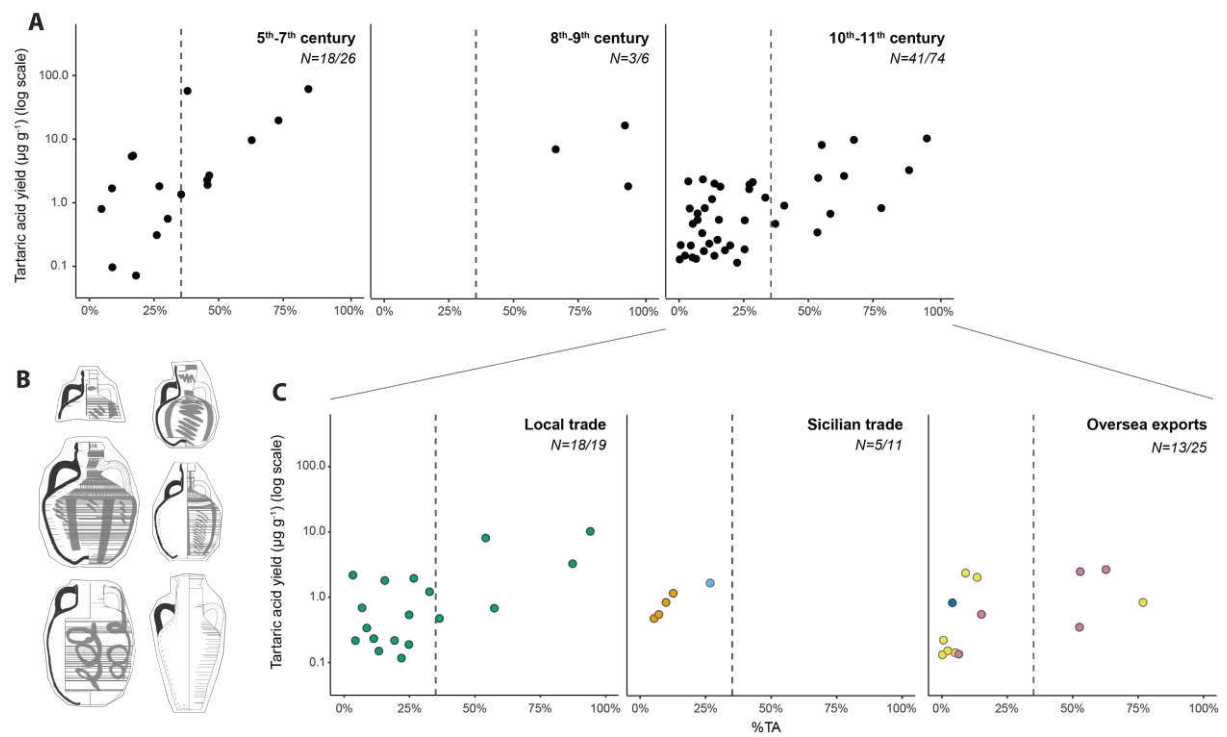 A
5th-7th century
N=18/26
8th-9th century
N=3/6
10th-11th century
N=41/74
Tartaric acid yield (µg g-1) (log scale)
100.0
10.0
1.0
0.1
0% 25% 50% 75% 100%
0% 25% 50% 75% 100%
0% 25% 50% 75% 100%
B
C
Local trade
N=18/19
Sicilian trade
N=5/11
Oversea exports
N=13/25
Tartaric acid yield (µg g-1) (log scale)
100.0
10.0
1.0
0.1
0% 25% 50% 75% 100%
0% 25% 50% 75% 100%
0% 25% 50% 75% 100%
%TA